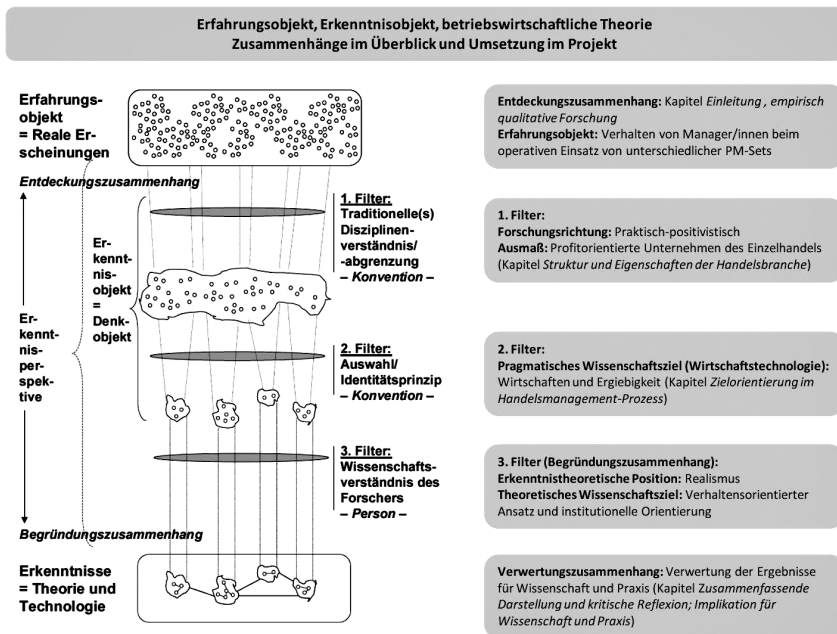 Erfahrungsobjekt, Erkenntnisobjekt, betriebswirtschaftliche Theorie
Zusammenhänge im Überblick und Umsetzung im Projekt
Erfahrungs-
objekt
= Reale Er-
scheinungen
Entdeckungszusammenhang
Er-
kennt-
nis-
per-
spek-
tive
Er-
kennt-
nis-
objekt
=
Denk-
objekt
1. Filter:
Traditionelle(s)
Disziplinen-
verständnis/
-abgrenzung
– Konvention –
2. Filter:
Auswahl/
Identitätsprinzip
– Konvention –
3. Filter:
Wissenschafts-
verständnis des
Forschers
– Person –
Begründungszusammenhang
Erkenntnisse
= Theorie und
Technologie
Entdeckungszusammenhang: Kapitel Einleitung , empirisch
qualitative Forschung
Erfahrungsobjekt: Verhalten von Manager/innen beim
operativen Einsatz von unterschiedlicher PM-Sets
1. Filter:
Forschungsrichtung: Praktisch-positivistisch
Ausmaß: Profitorientierte Unternehmen des Einzelhandels
(Kapitel Struktur und Eigenschaften der Handelsbranche)
2. Filter:
Pragmatisches Wissenschaftsziel (Wirtschaftstechnologie):
Wirtschaften und Ergiebigkeit (Kapitel Zielorientierung im
Handelsmanagement-Prozess)
3. Filter (Begründungszusammenhang):
Erkenntnistheoretische Position: Realismus
Theoretisches Wissenschaftsziel: Verhaltensorientierter
Ansatz und institutionelle Orientierung
Verwertungszusammenhang: Verwertung der Ergebnisse
für Wissenschaft und Praxis (Kapitel Zusammenfassende
Darstellung und kritische Reflexion; Implikation für
Wissenschaft und Praxis)